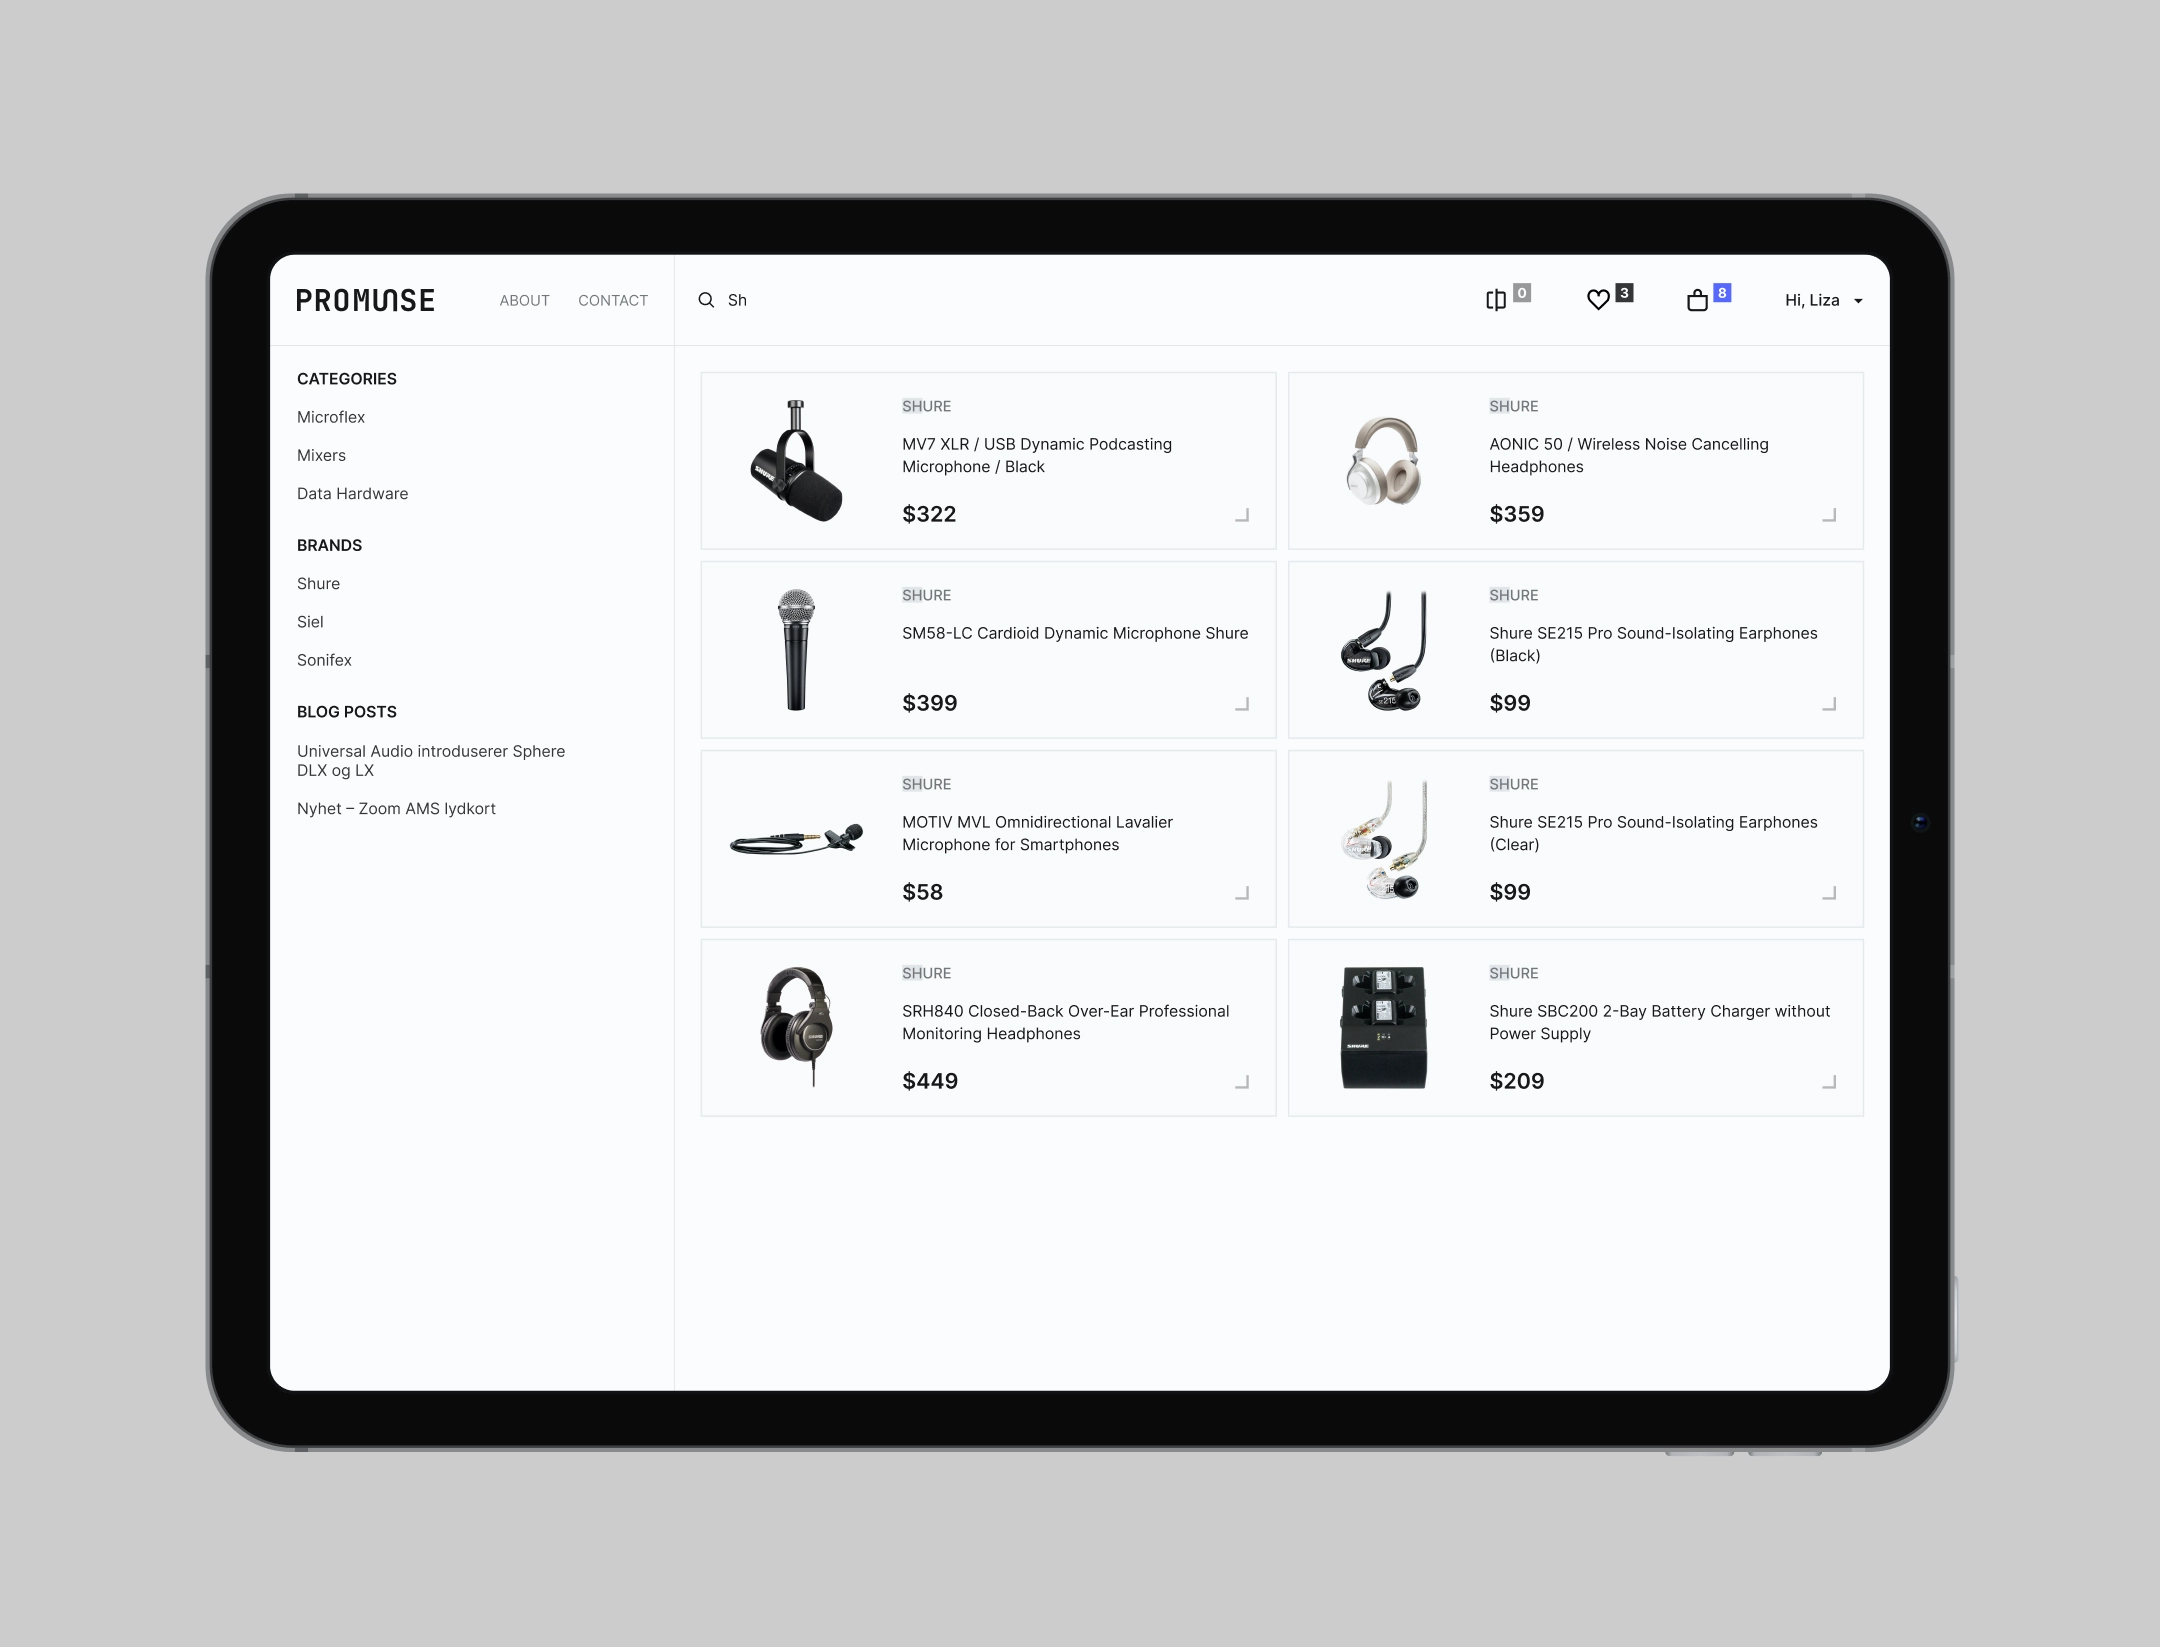 PROMUSE
ABOUT
CONTACT
Sh
0
3
8
Hi, Liza
CATEGORIES
Microflex
Mixers
Data Hardware
BRANDS
Shure
Siel
Sonifex
BLOG POSTS
Universal Audio introduserer Sphere
DLX og LX
Nyhet – Zoom AMS lydkort
SHURE
SHURE
MV7 XLR / USB Dynamic Podcasting
Microphone / Black
$322
SHURE
AONIC 50 / Wireless Noise Cancelling
Headphones
$359
SHURE
SM58-LC Cardioid Dynamic Microphone Shure
$399
SHURE
SE215
SHURE
Shure SE215 Pro Sound-Isolating Earphones
(Black)
$99
SHURE
MOTIV MVL Omnidirectional Lavalier
Microphone for Smartphones
$58
SHURE
SHURE
Shure SE215 Pro Sound-Isolating Earphones
(Clear)
$99
SHURE
SRH840 Closed-Back Over-Ear Professional
Monitoring Headphones
$449
SHURE
SHURE
Shure SBC200 2-Bay Battery Charger without
Power Supply
$209